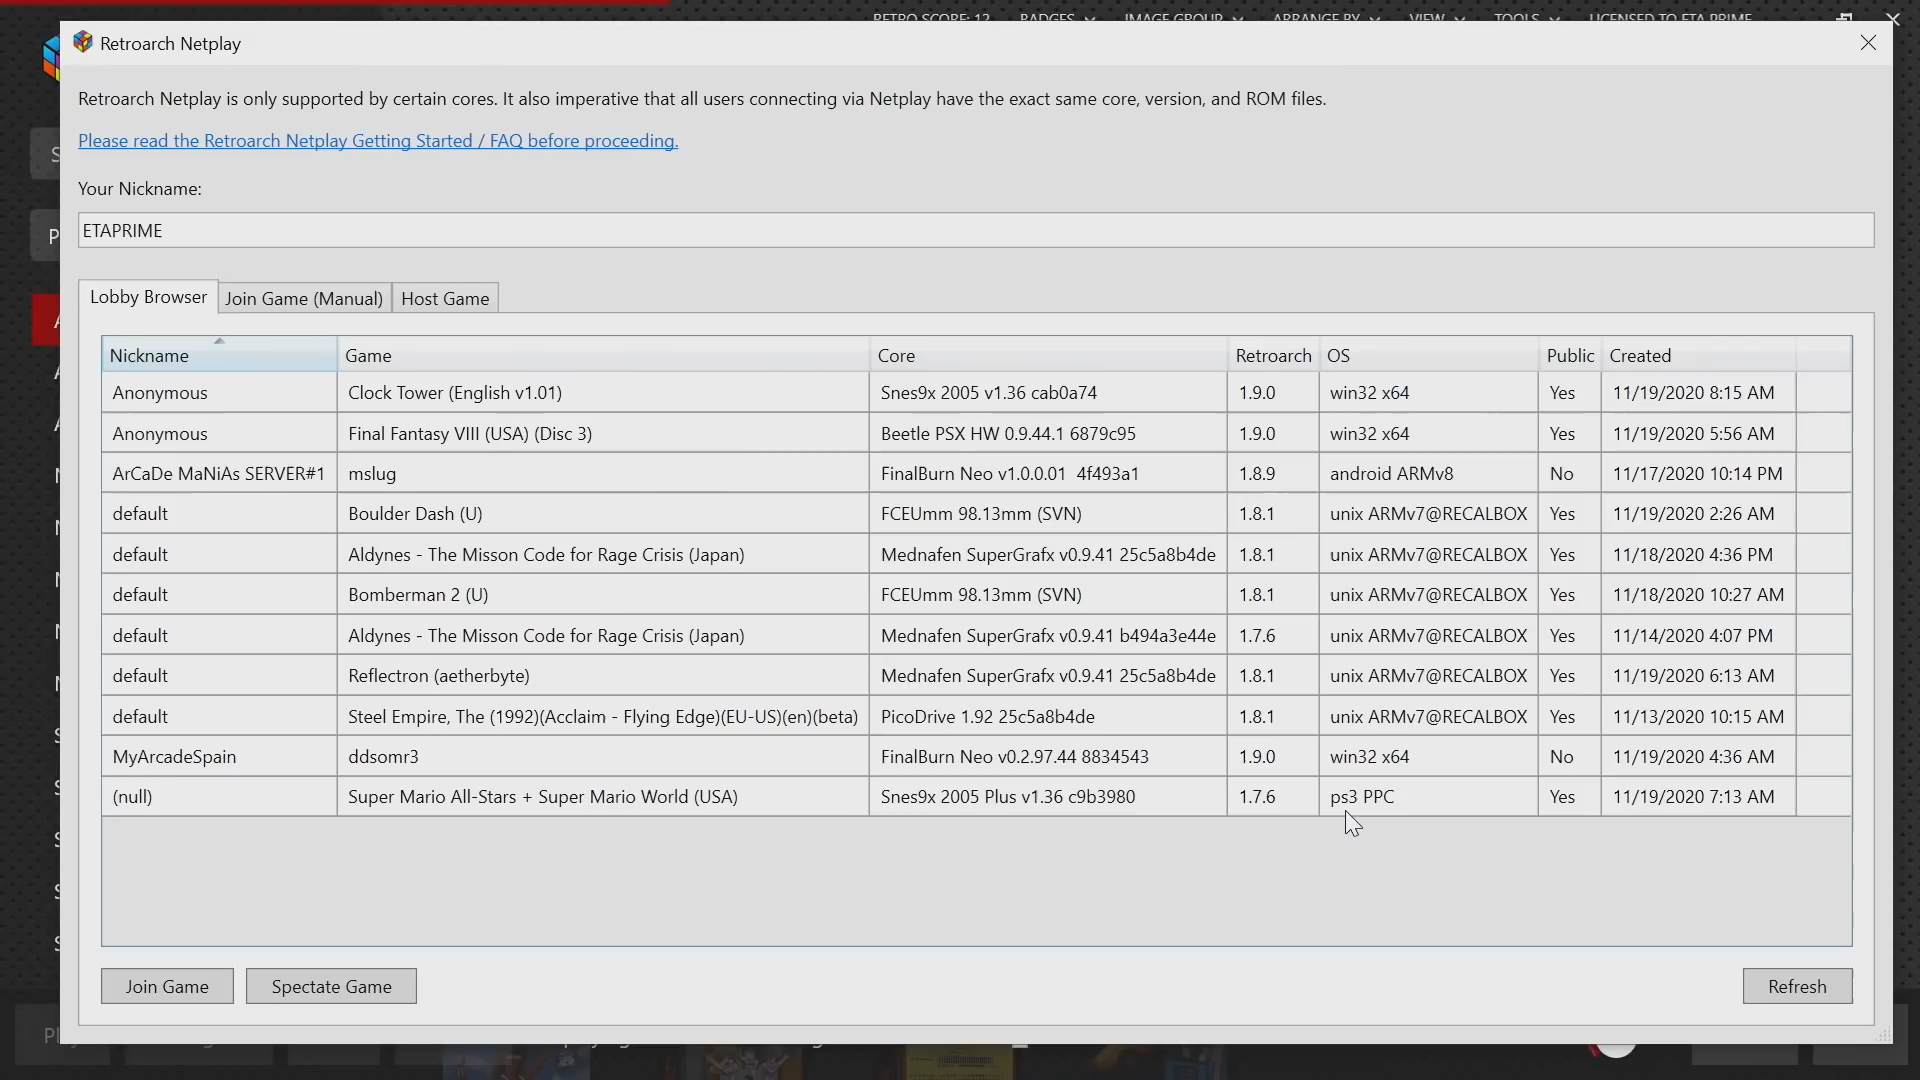 RETRO SCORE: 12 BADGES IMAGE GROUP ARRANGE BY VIEW TOOLS LICENSED TO ETA PRIME
Retroarch Netplay
Retroarch Netplay is only supported by certain cores. It also imperative that all users connecting via Netplay have the exact same core, version, and ROM files.
Please read the Retroarch Netplay Getting Started / FAQ before proceeding.
Your Nickname:
ETAPRIME
Lobby Browser Join Game (Manual) Host Game
Nickname Game Core Retroarch OS Public Created
Anonymous Clock Tower (English v1.01) Snes9x 2005 v1.36 cab0a74 1.9.0 win32 x64 Yes 11/19/2020 8:15 AM
Anonymous Final Fantasy VIII (USA) (Disc 3) Beetle PSX HW 0.9.44.1 6879c95 1.9.0 win32 x64 Yes 11/19/2020 5:56 AM
ArCaDe MaNiAs SERVER#1 mslug FinalBurn Neo v1.0.0.01 4f493a1 1.8.9 android ARMv8 No 11/17/2020 10:14 PM
default Boulder Dash (U) FCEUmm 98.13mm (SVN) 1.8.1 unix ARMv7@RECALBOX Yes 11/19/2020 2:26 AM
default Aldynes - The Misson Code for Rage Crisis (Japan) Mednafen SuperGrafx v0.9.41 25c5a8b4de 1.8.1 unix ARMv7@RECALBOX Yes 11/18/2020 4:36 PM
default Bomberman 2 (U) FCEUmm 98.13mm (SVN) 1.8.1 unix ARMv7@RECALBOX Yes 11/18/2020 10:27 AM
default Aldynes - The Misson Code for Rage Crisis (Japan) Mednafen SuperGrafx v0.9.41 b494a3e44e 1.7.6 unix ARMv7@RECALBOX Yes 11/14/2020 4:07 PM
default Reflectron (aetherbyte) Mednafen SuperGrafx v0.9.41 25c5a8b4de 1.8.1 unix ARMv7@RECALBOX Yes 11/19/2020 6:13 AM
default Steel Empire, The (1992)(Acclaim - Flying Edge)(EU-US)(en)(beta) PicoDrive 1.92 25c5a8b4de 1.8.1 unix ARMv7@RECALBOX Yes 11/13/2020 10:15 AM
MyArcadeSpain ddsomr3 FinalBurn Neo v0.2.97.44 8834543 1.9.0 win32 x64 No 11/19/2020 4:36 AM
(null) Super Mario All-Stars + Super Mario World (USA) Snes9x 2005 Plus v1.36 c9b3980 1.7.6 ps3 PPC Yes 11/19/2020 7:13 AM
Join Game Spectate Game Refresh